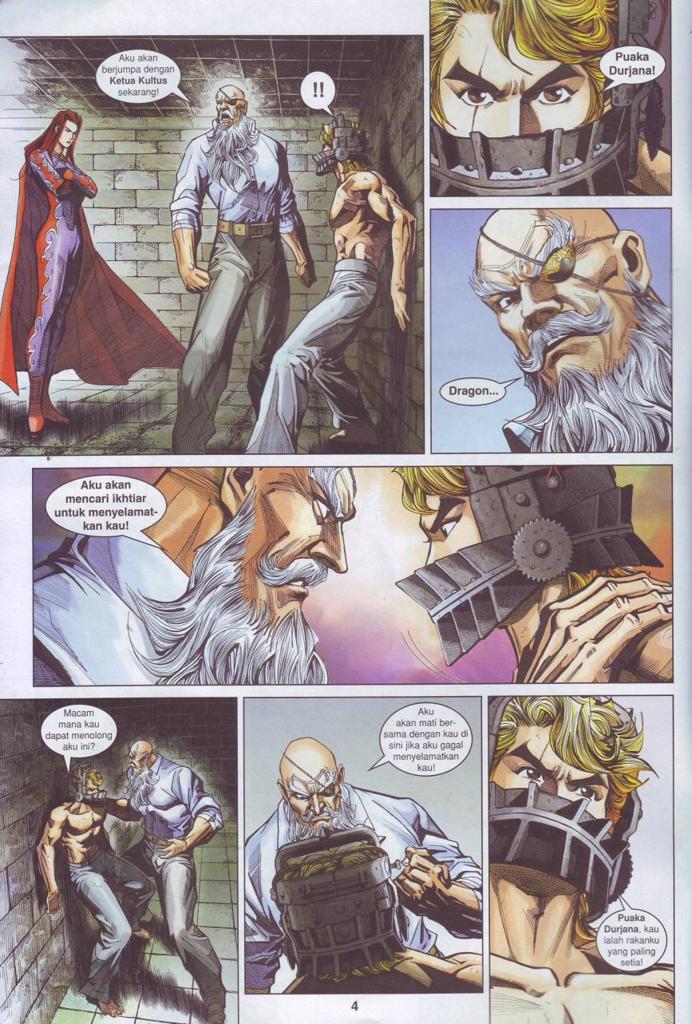 Aku akan
berjumpa dengan
Ketua Kultus
sekarang!
!!
Puaka
Durjana!
Dragon...
Aku akan
mencari ikhtiar
untuk menyelamat-
kan kau!
Macam
mana kau
dapat menolong
aku ini?
Aku
akan mati ber-
sama dengan kau di
sini jika aku gagal
menyelamatkan
kau!
Puaka
Durjana, kau
ialah rakanku
yang paling
setia!
4